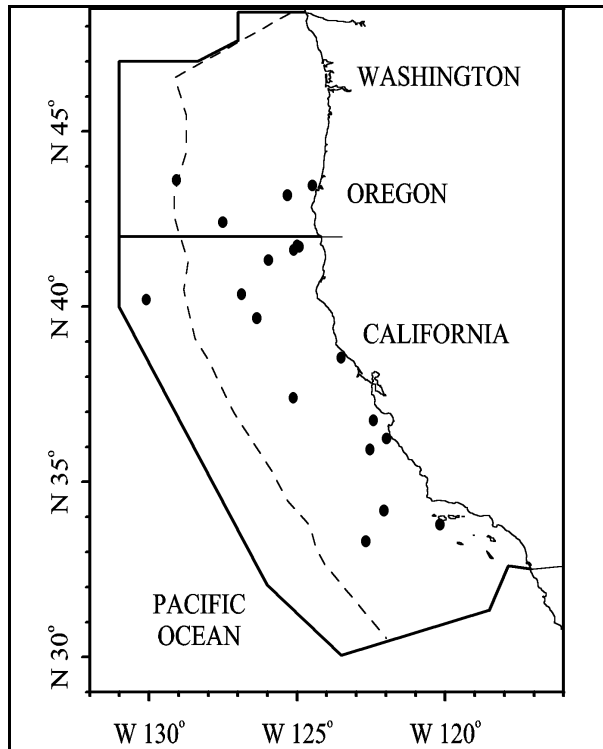 WASHINGTON
N 45°
OREGON
N 40°
CALIFORNIA
N 35°
PACIFIC
OCEAN
N 30°
W 130°
W 125°
W 120°